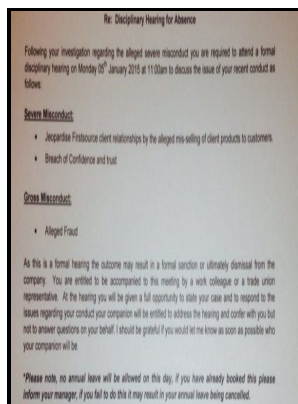 Re: Disciplinary Hearing for Absence
Following your investigation regarding the alleged severe misconduct you are required to attend a formal
disciplinary hearing on Monday 05th January 2015 at 11:00am to discuss the issue of your recent conduct as
follows:
Severe Misconduct:
• Jeopardise Firstsource client relationships by the alleged mis-selling of client products to customers.
• Breach of Confidence and trust
Gross Misconduct:
• Alleged Fraud
As this is a formal hearing the outcome may result in a formal sanction or ultimately dismissal from the
company. You are entitled to be accompanied to this meeting by a work colleague or a trade union
representative. At the hearing you will be given a full opportunity to state your case and to respond to the
issues regarding your conduct your companion will be entitled to address the hearing and confer with you but
not to answer questions on your behalf. I should be grateful if you would let me know as soon as possible who
your companion will be.
*Please note, no annual leave will be allowed on this day, if you have already booked this please
inform your manager, if you fail to do this it may result in your annual leave being cancelled.